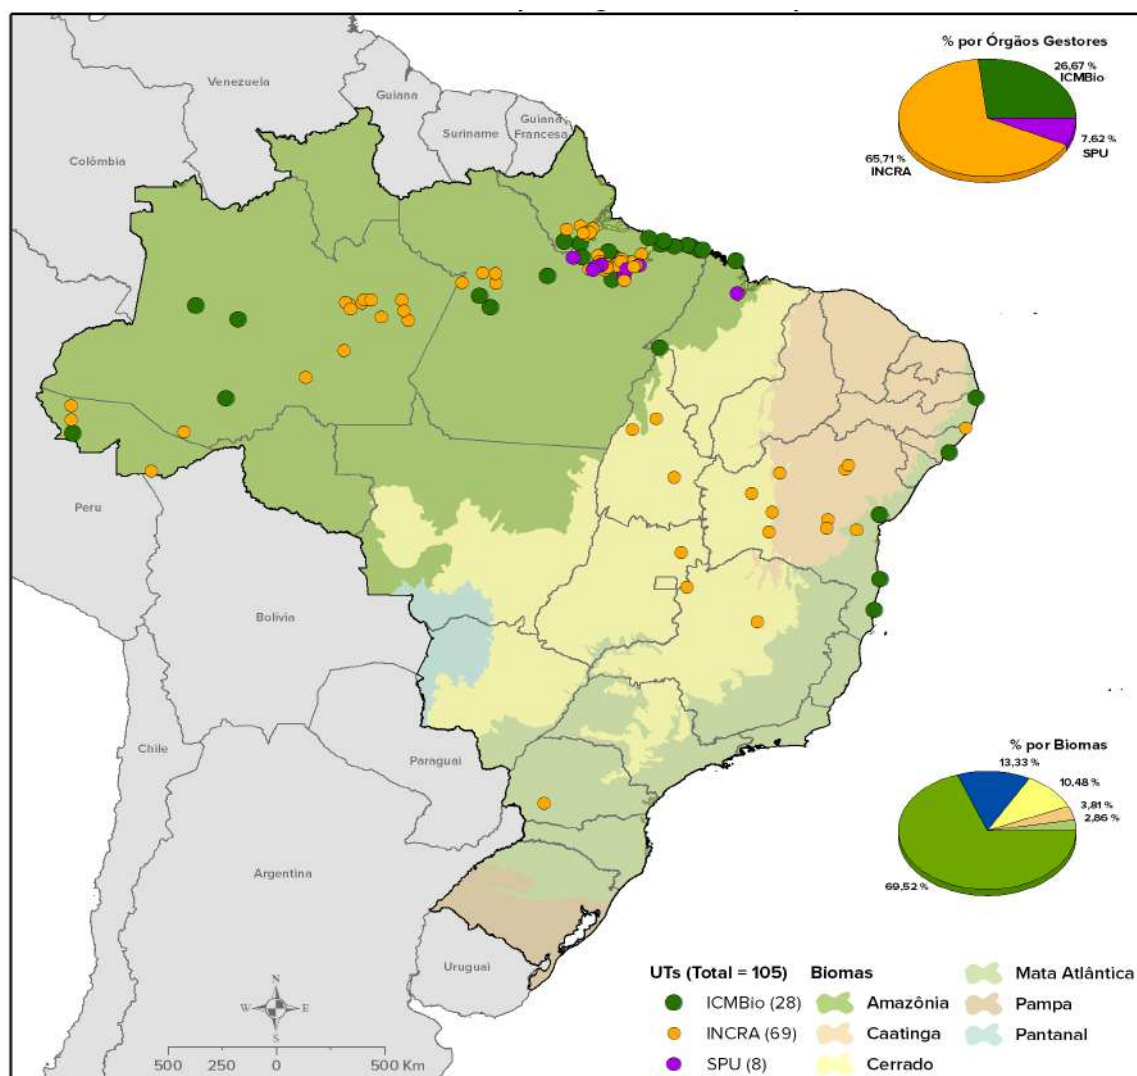 % por Órgãos Gestores
26,67 %
ICMBio
7,62 %
SPU
65,71 %
INCRA
Venezuela
Guiana
Suriname
Guiana
Francesa
Colômbia
Peru
Bolívia
Chile
Paraguai
Argentina
Uruguai
% por Biomas
13,33 %
10,48 %
3,81 %
2,86 %
69,52 %
N
W
E
S
500
250
0
500 Km
UTs (Total = 105)
ICMBio (28)
INCRA (69)
SPU (8)
Biomas
Amazônia
Caatinga
Cerrado
Mata Atlântica
Pampa
Pantanal